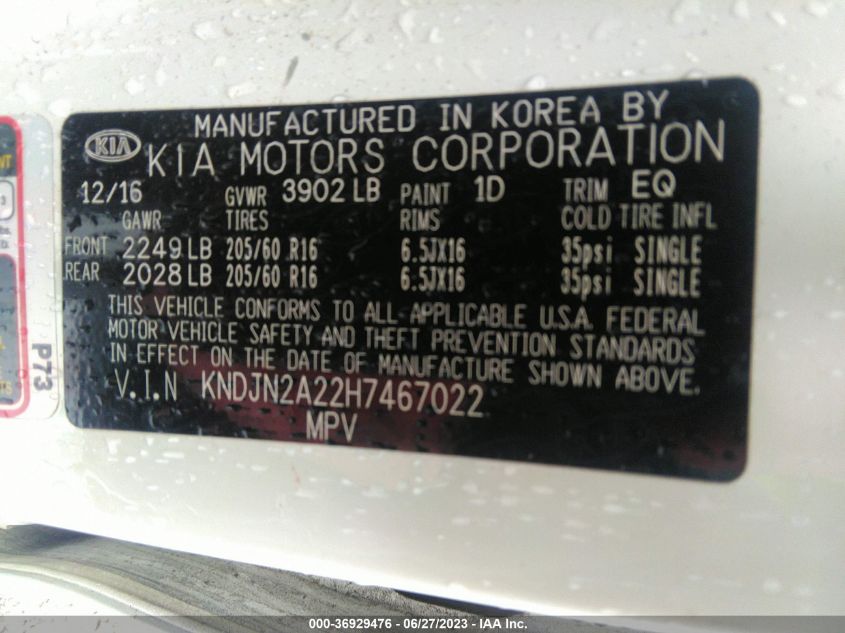 MANUFACTURED IN KOREA BY
KIA KIA MOTORS CORPORATION
12/16 GVWR 3902 LB PAINT 1D TRIM EQ
GAWR TIRES RIMS COLD TIRE INFL
FRONT 2249 LB 205/60 R16 6.5JX16 35psi SINGLE
REAR 2028 LB 205/60 R16 6.5JX16 35psi SINGLE
THIS VEHICLE CONFORMS TO ALL APPLICABLE U.S.A. FEDERAL
MOTOR VEHICLE SAFETY AND THEFT PREVENTION STANDARDS
IN EFFECT ON THE DATE OF MANUFACTURE SHOWN ABOVE.
V.I.N KNDJN2A22H7467022
MPV
P73
000-36929476 - 06/27/2023 - IAA Inc.